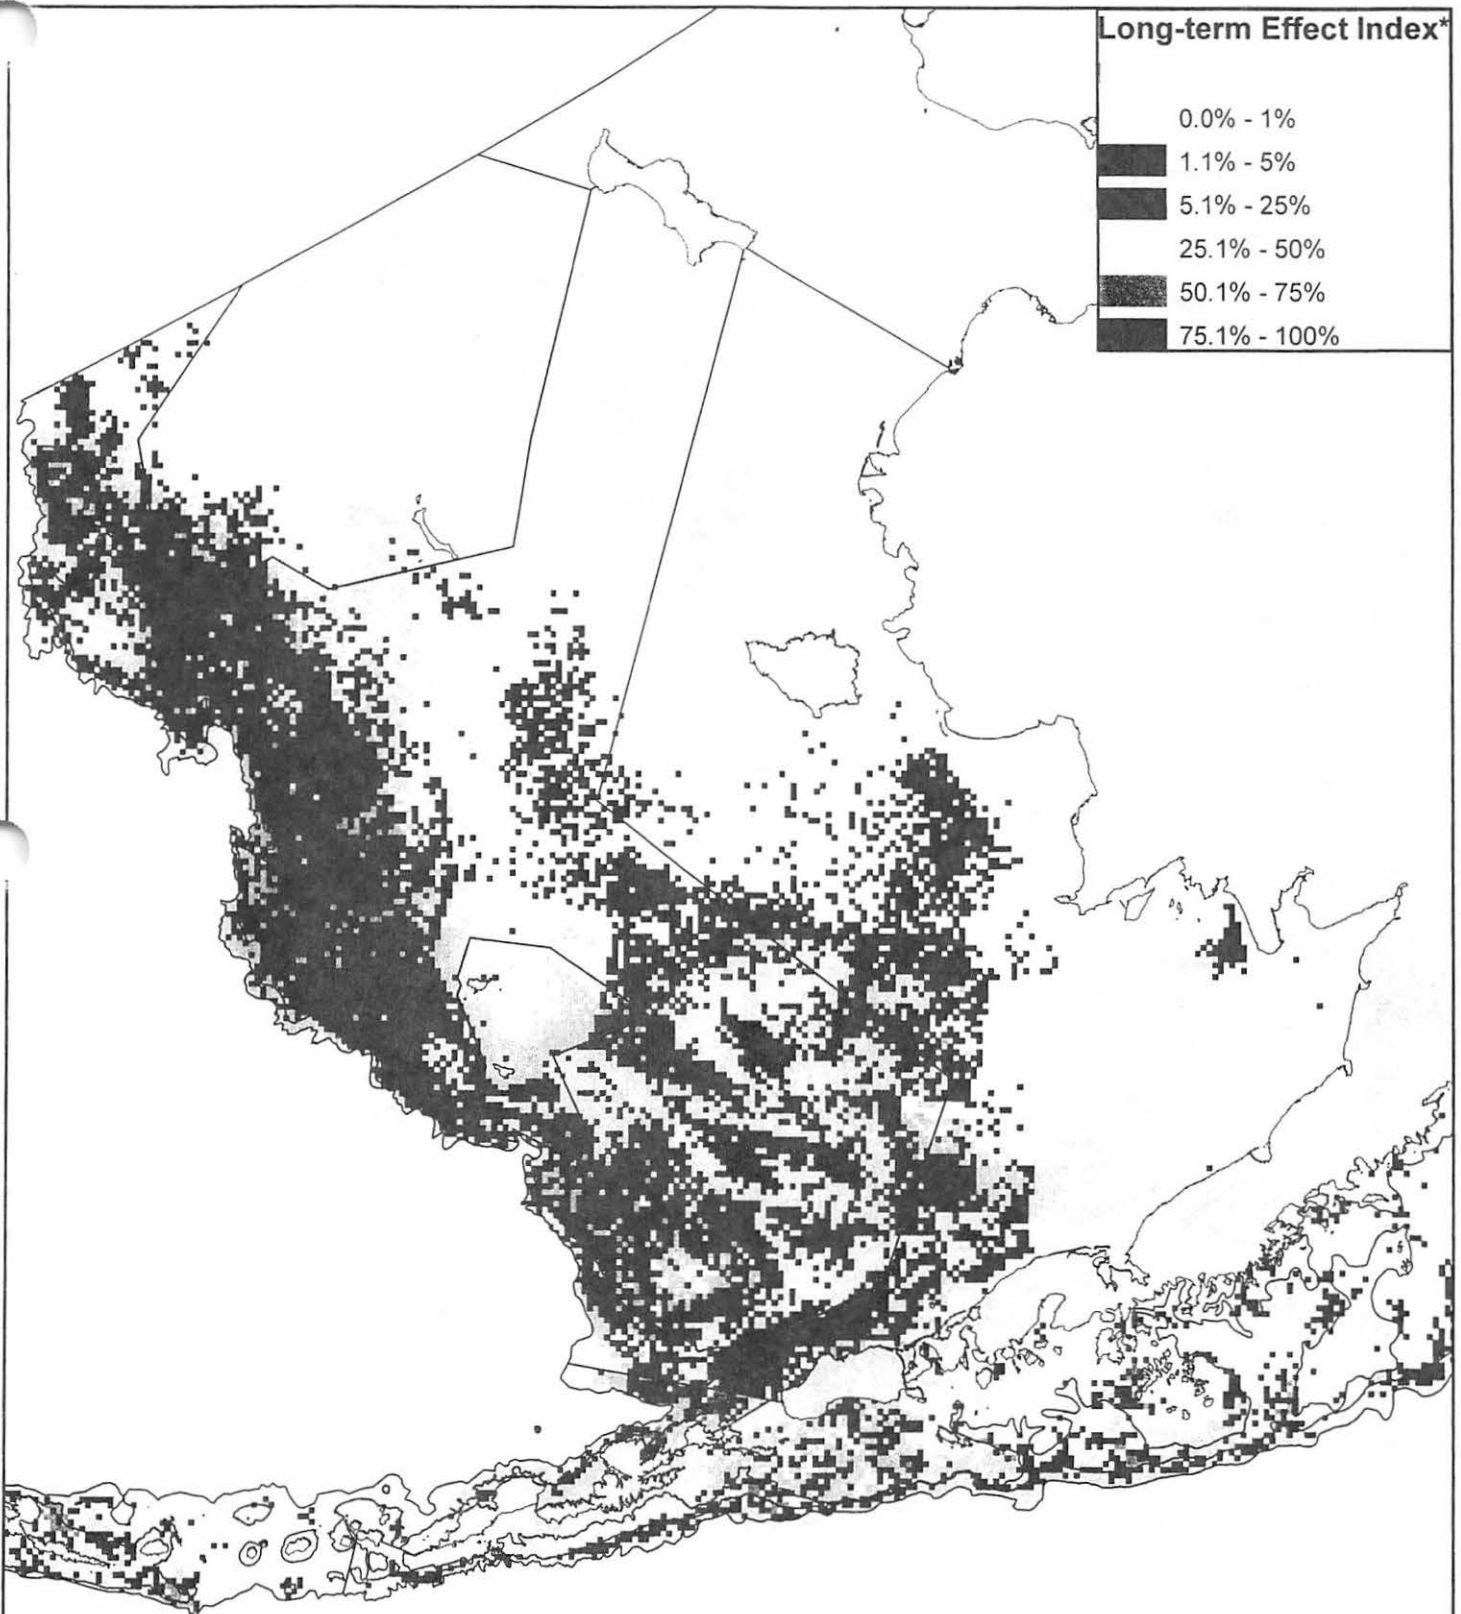 Long-term Effect Index*
0.0% - 1%
1.1% - 5%
5.1% - 25%
25.1% - 50%
50.1% - 75%
75.1% - 100%